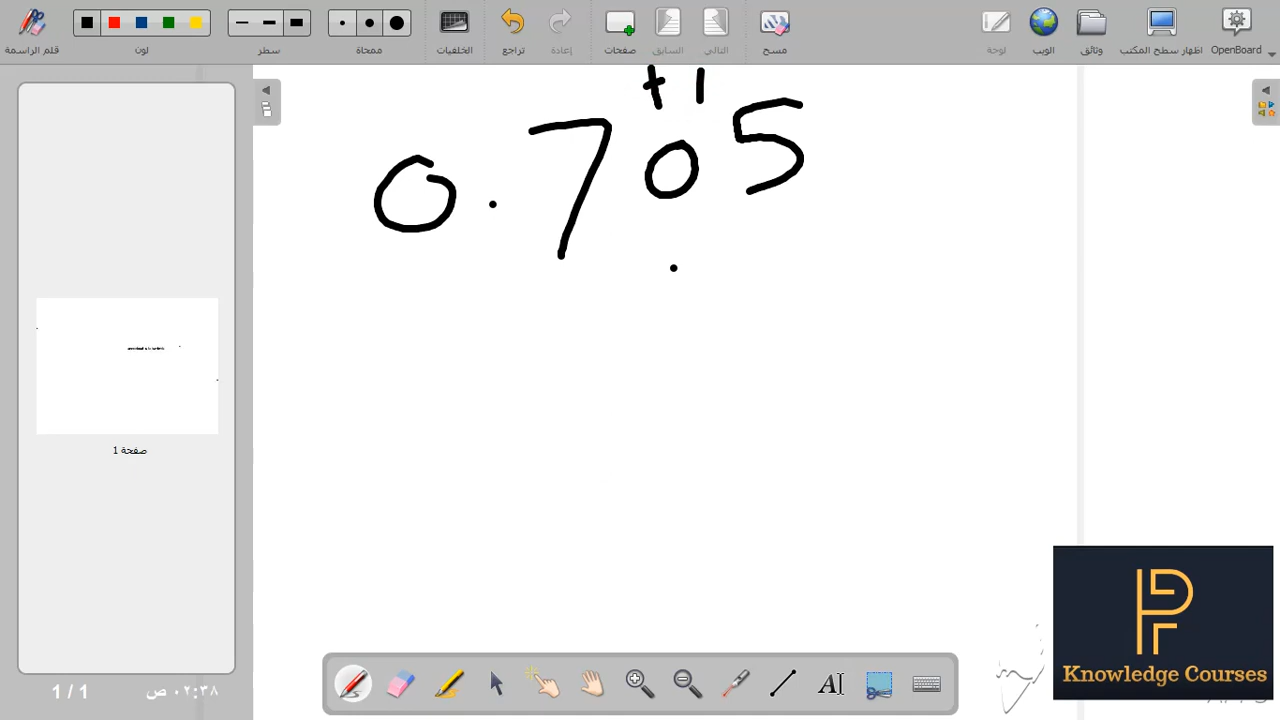 قلم الراسمة
لون
سطر
ممحاة
الخلفيات
تراجع
إعادة
صفحات
السابق
التالي
مسح
لوحة
الويب
وثائق
اظهار سطح المكتب
OpenBoard
+1
0.705
صفحة 1
1 / 1
٠٢:٣٨ ص
Knowledge Courses